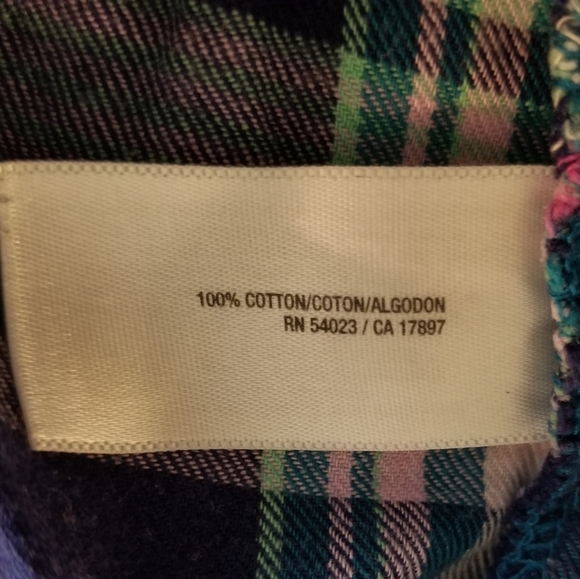 100% COTTON/COTON/ALGODON
RN 54023 / CA 17897